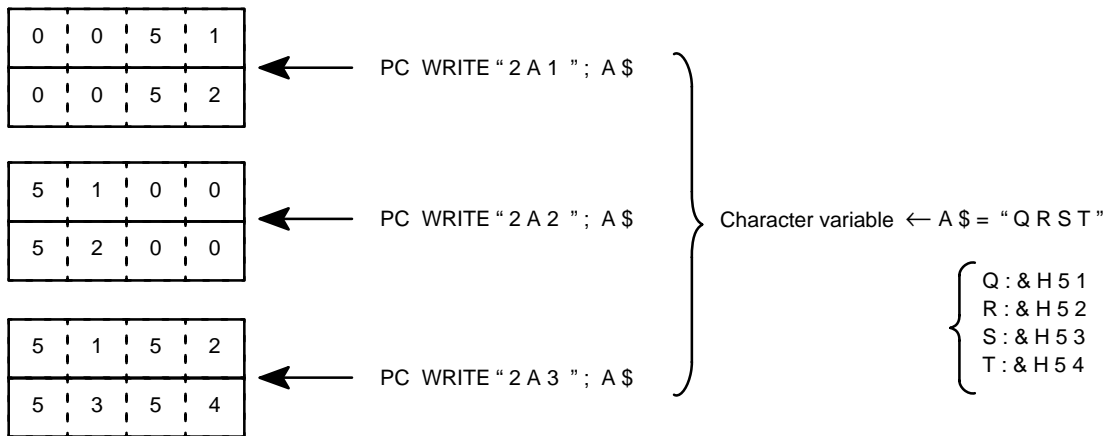 0 0 5 1
0 0 5 2
PC WRITE “ 2 A 1 ” ; A $
5 1 0 0
5 2 0 0
PC WRITE “ 2 A 2 ” ; A $
Character variable ← A $ = “ Q R S T ”
Q : & H 5 1
R : & H 5 2
S : & H 5 3
T : & H 5 4
5 1 5 2
5 3 5 4
PC WRITE “ 2 A 3 ” ; A $